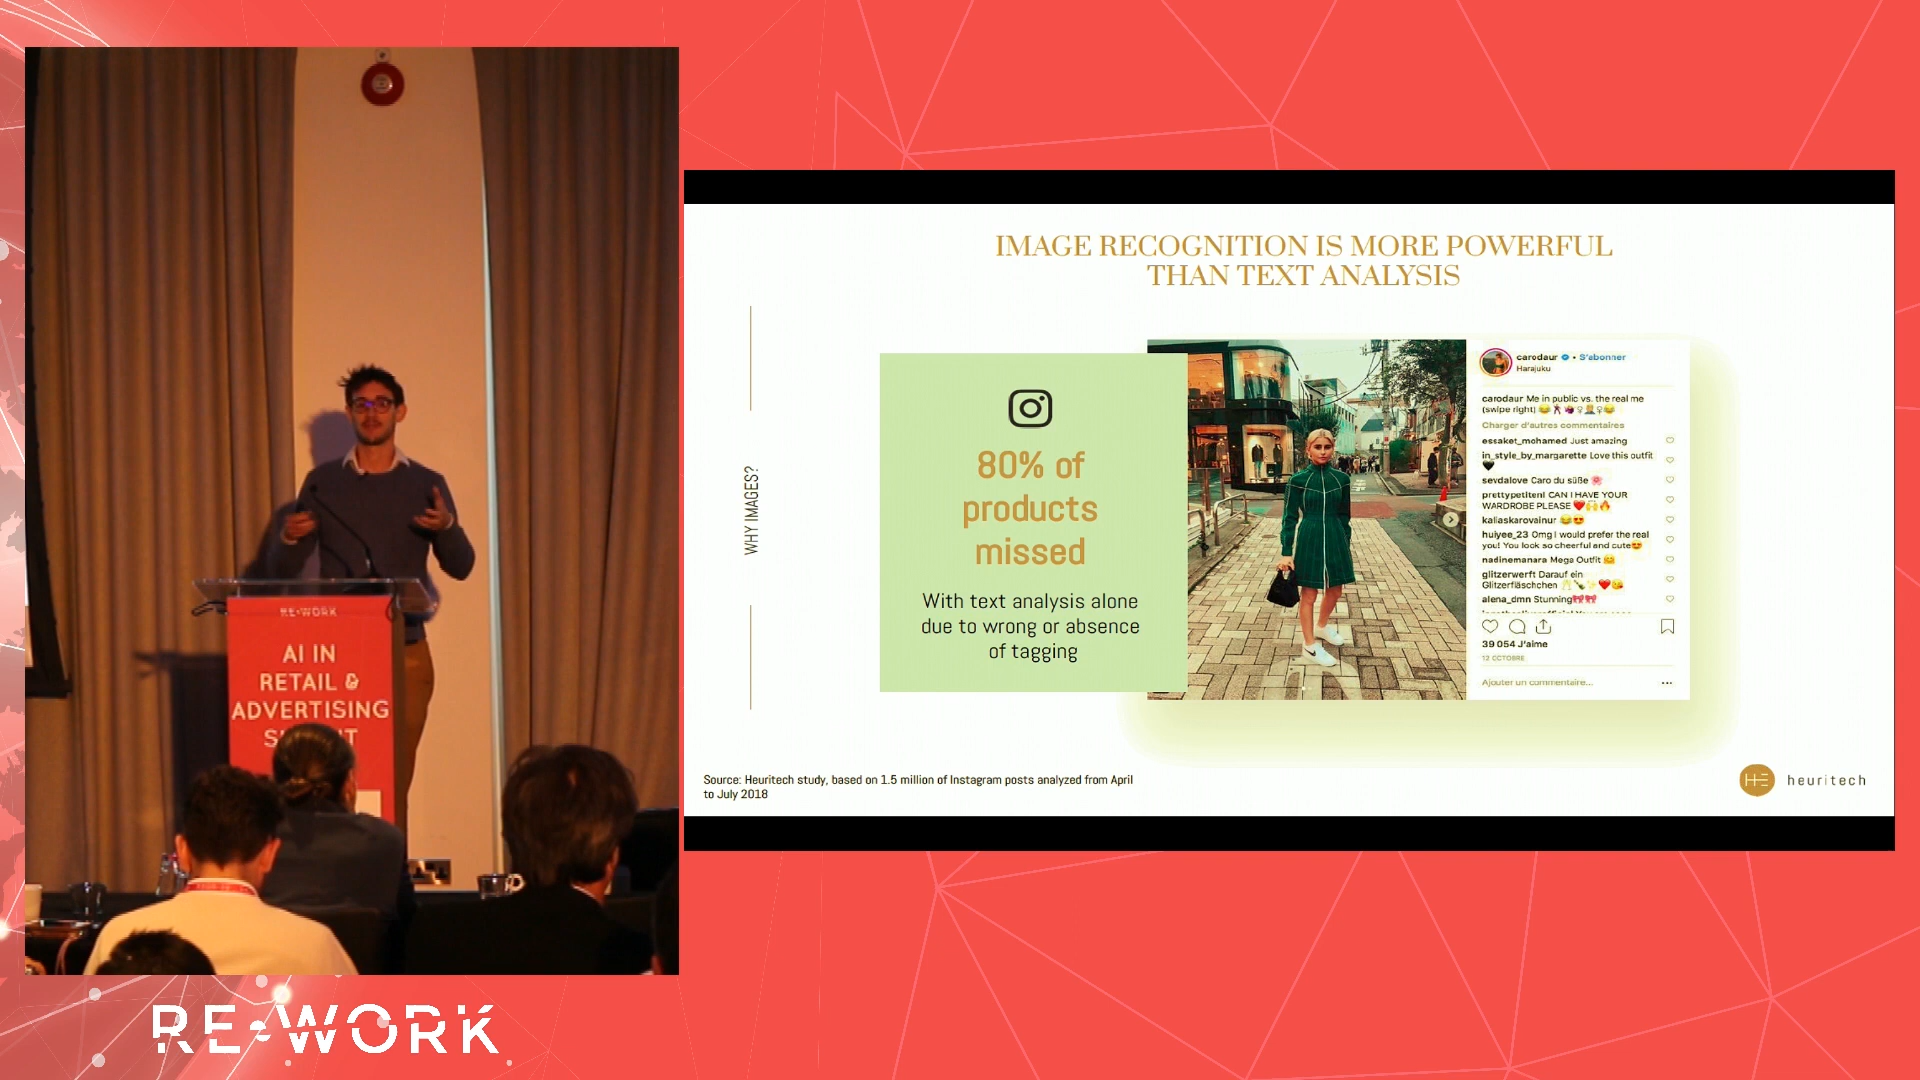 RE•WORK
AI IN
RETAIL &
ADVERTISING
RE•WORK
IMAGE RECOGNITION IS MORE POWERFUL
THAN TEXT ANALYSIS
WHY IMAGES?
80% of
products
missed
With text analysis alone
due to wrong or absence
of tagging
carodaur • S'abonner
Harajuku
carodaur Me in public vs. the real me
(swipe right)
Charger d'autres commentaires
essaket_mohamed Just amazing
in_style_by_margarette Love this outfit
sevdalove Caro du süße
prettypetiteni CAN I HAVE YOUR
WARDROBE PLEASE
kaliaskarovainur
huiyee_23 Omg I would prefer the real
you! You look so cheerful and cute
nadinemanara Mega Outfit
glitzerwerft Darauf ein
Glitzerfläschchen
alena_dmn Stunning
39 054 J'aime
12 OCTOBRE
Ajouter un commentaire...
Source: Heuritech study, based on 1.5 million of Instagram posts analyzed from April
to July 2018
HE heuritech